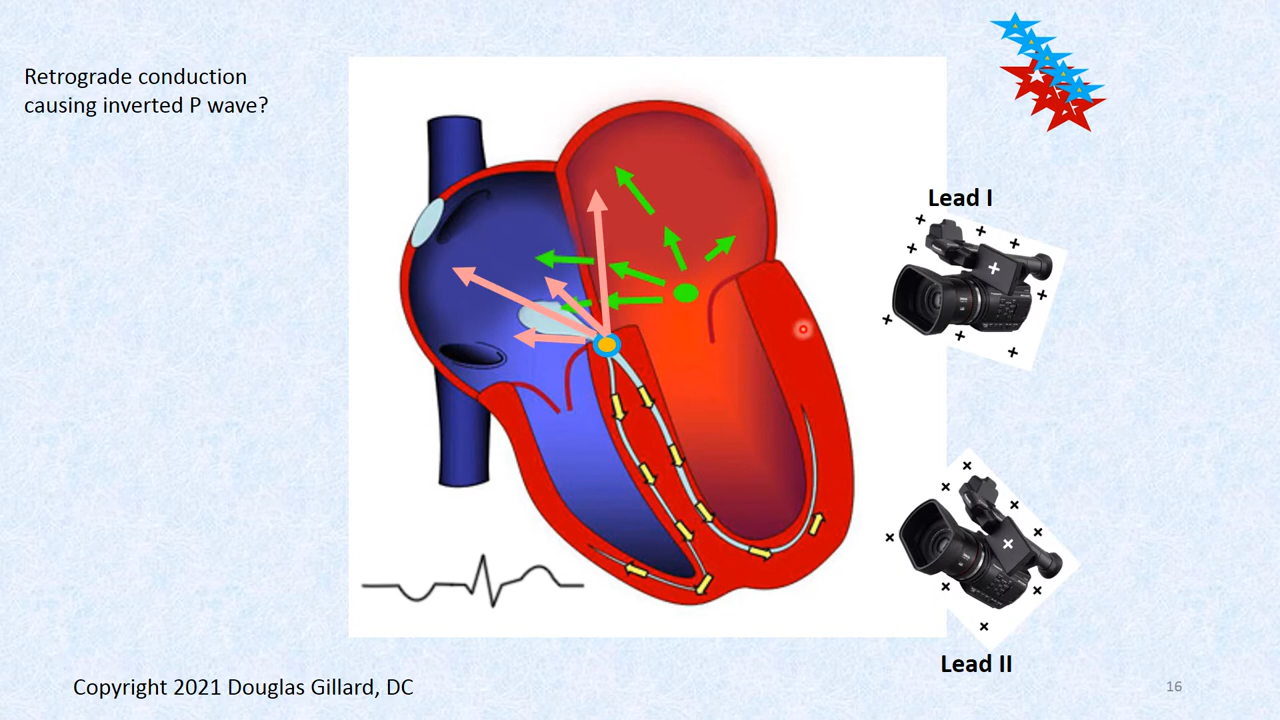 Retrograde conduction
causing inverted P wave?
Lead I
Lead II
Copyright 2021 Douglas Gillard, DC
16